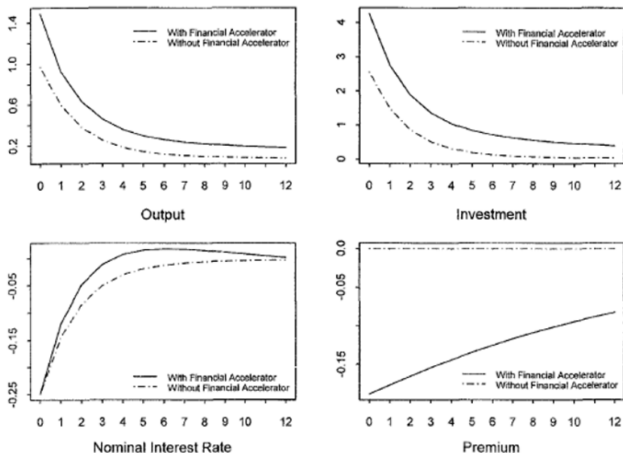 1.4
1.0
0.6
0.2
With Financial Accelerator
Without Financial Accelerator
0 1 2 3 4 5 6 7 8 9 10 12
Output
4
3
2
1
0
With Financial Accelerator
Without Financial Accelerator
0 1 2 3 4 5 6 7 8 9 10 12
Investment
-0.05
-0.15
-0.25
With Financial Accelerator
Without Financial Accelerator
0 1 2 3 4 5 6 7 8 9 10 12
Nominal Interest Rate
0.0
-0.05
-0.15
With Financial Accelerator
Without Financial Accelerator
0 1 2 3 4 5 6 7 8 9 10 12
Premium